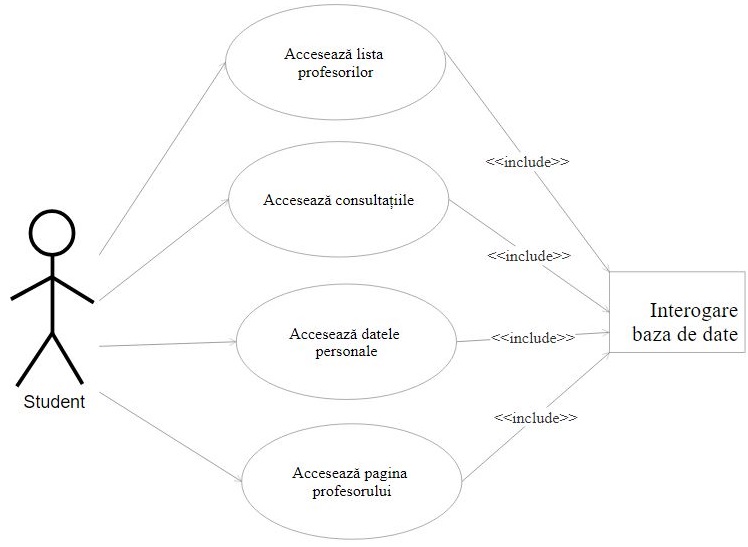 Accesează lista
profesorilor
<<include>>
Accesează consultațiile
<<include>>
Interogare
baza de date
Accesează datele
personale
<<include>>
Student
<<include>>
Accesează pagina
profesorului